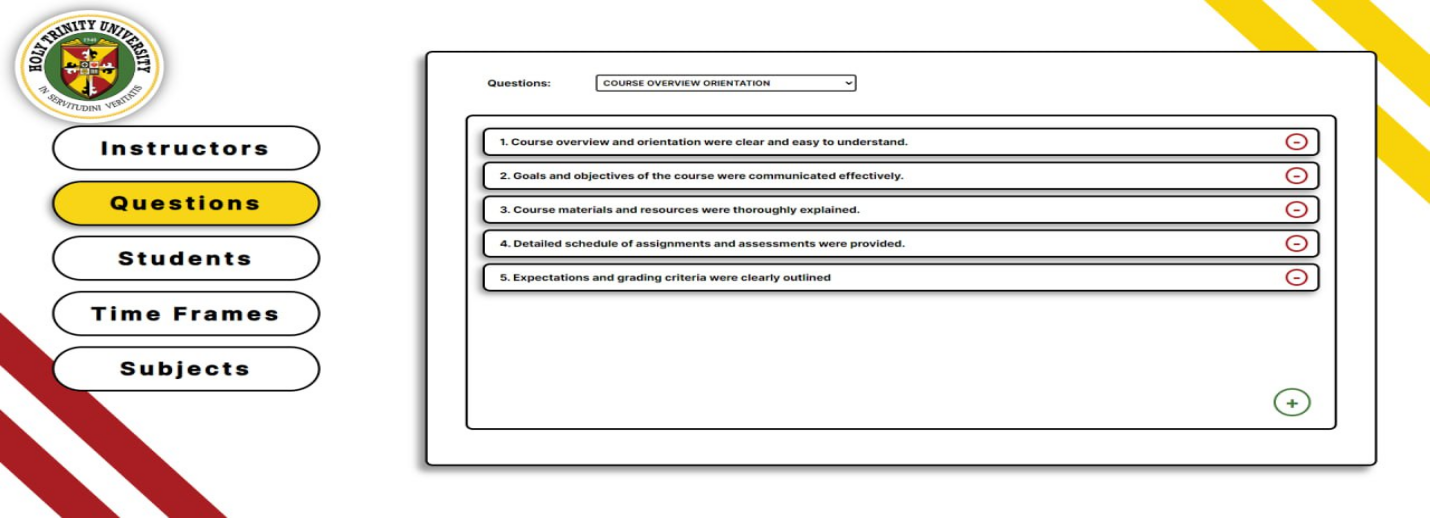 HOLY TRINITY UNIVERSITY
1940
IN SERVITUDINI VERITATIS
Instructors
Questions
Students
Time Frames
Subjects
Questions: COURSE OVERVIEW ORIENTATION
1. Course overview and orientation were clear and easy to understand.
2. Goals and objectives of the course were communicated effectively.
3. Course materials and resources were thoroughly explained.
4. Detailed schedule of assignments and assessments were provided.
5. Expectations and grading criteria were clearly outlined